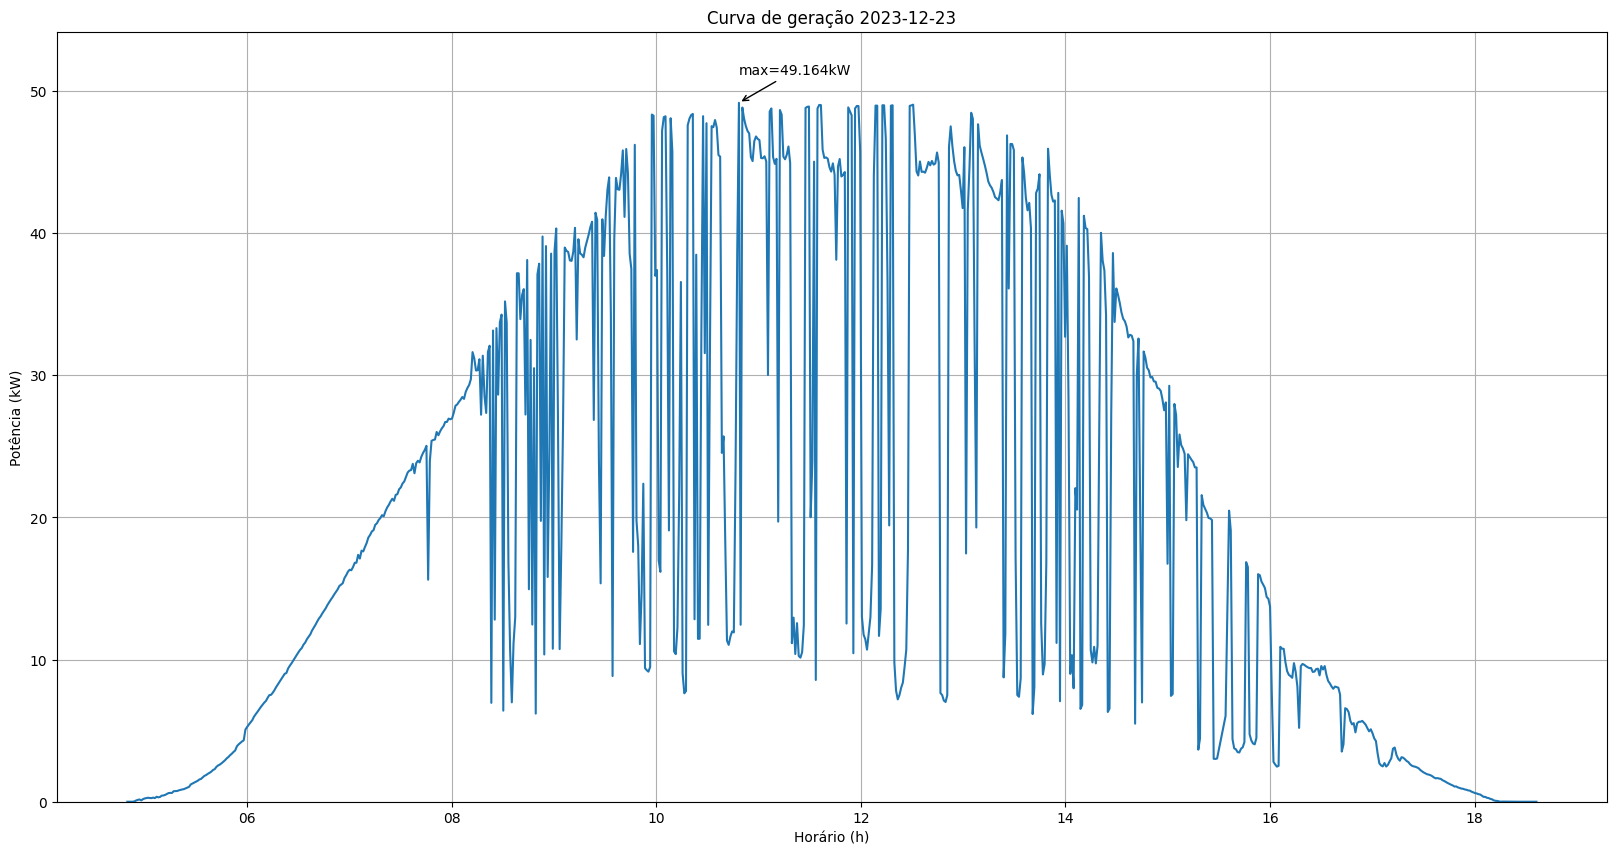 Curva de geração 2023-12-23
max=49.164kW
50
40
30
20
10
0
Potência (kW)
06 08 10 12 14 16 18
Horário (h)